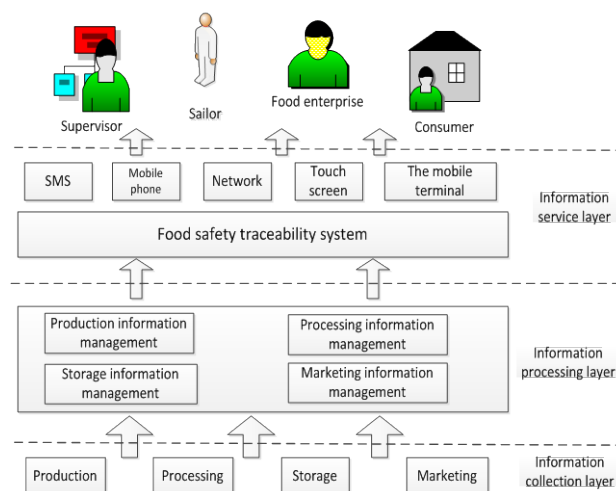 Supervisor
Sailor
Food enterprise
Consumer
SMS
Mobile
phone
Network
Touch
screen
The mobile
terminal
Information
service layer
Food safety traceability system
Production information
management
Processing information
management
Storage information
management
Marketing information
management
Information
processing layer
Production
Processing
Storage
Marketing
Information
collection layer